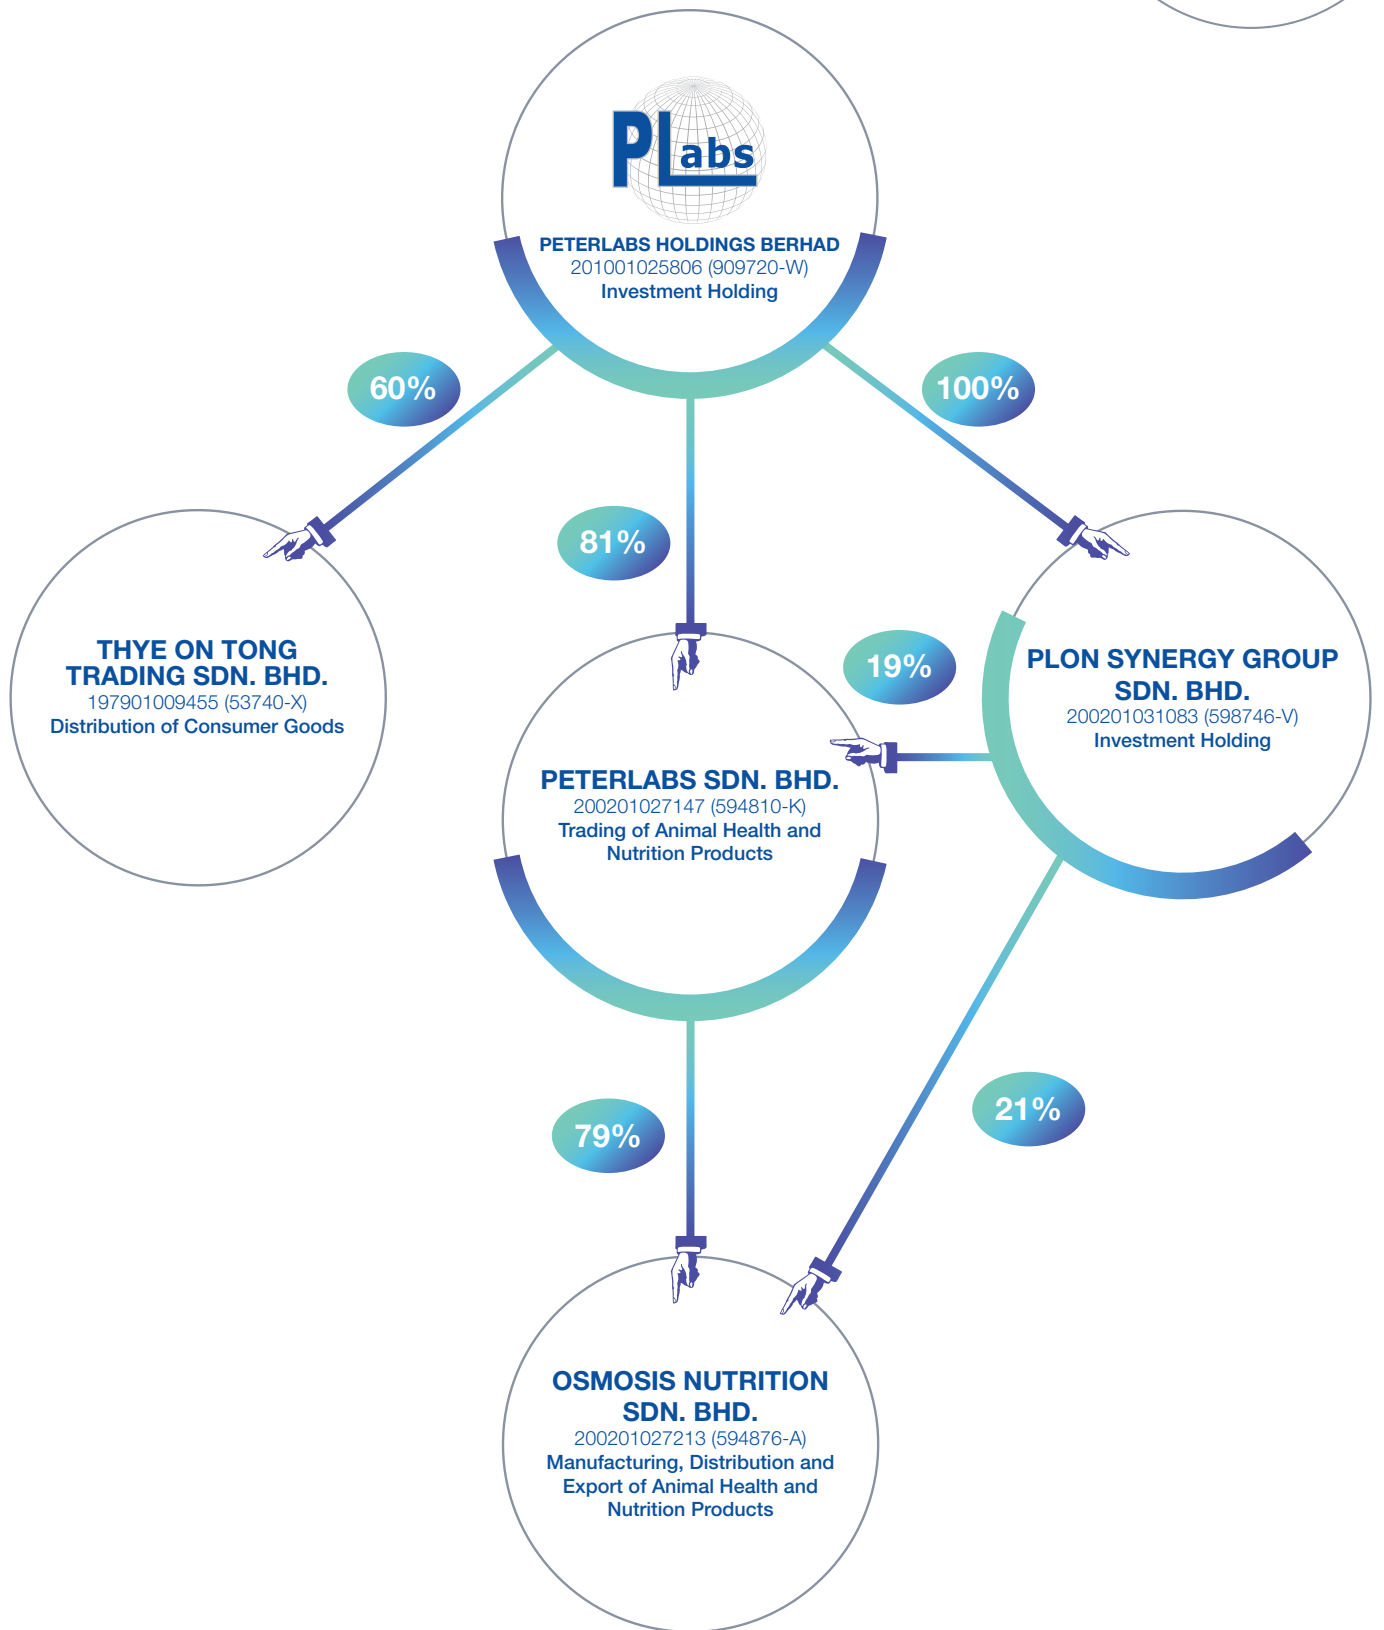 PLabs
PETERLABS HOLDINGS BERHAD
201001025806 (909720-W)
Investment Holding
60%
100%
81%
19%
THYE ON TONG
TRADING SDN. BHD.
197901009455 (53740-X)
Distribution of Consumer Goods
PLON SYNERGY GROUP
SDN. BHD.
200201031083 (598746-V)
Investment Holding
PETERLABS SDN. BHD.
200201027147 (594810-K)
Trading of Animal Health and
Nutrition Products
79%
21%
OSMOSIS NUTRITION
SDN. BHD.
200201027213 (594876-A)
Manufacturing, Distribution and
Export of Animal Health and
Nutrition Products